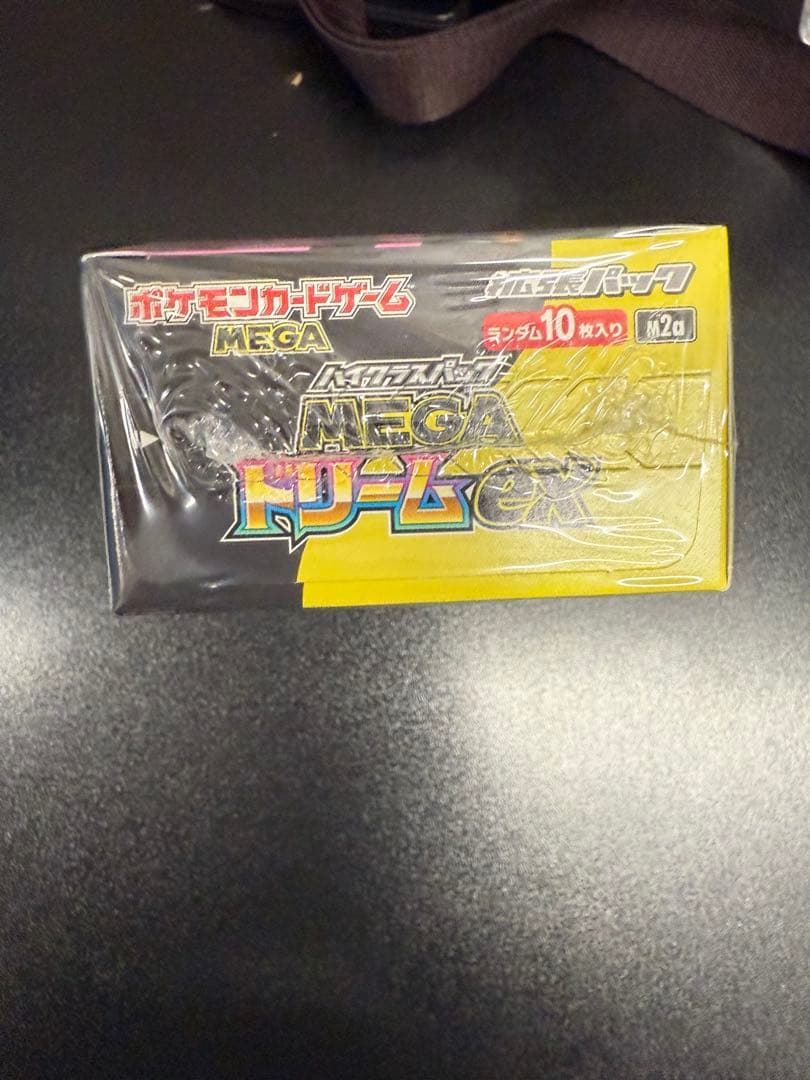 ポケモンカードゲーム
MEGA
拡張パック
ランダム10枚入り
M2a
ハイクラスパック
MEGA
ドリームex